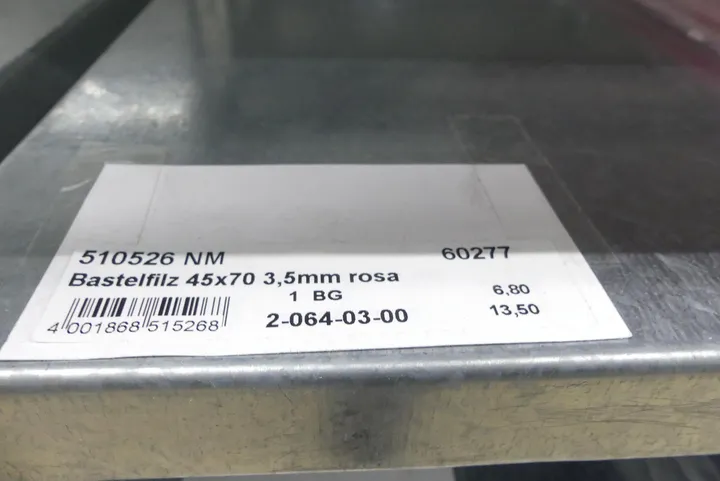 510526 NM 60277
Bastelfilz 45x70 3,5mm rosa
1 BG 6,80
2-064-03-00 13,50
4 001868 515268